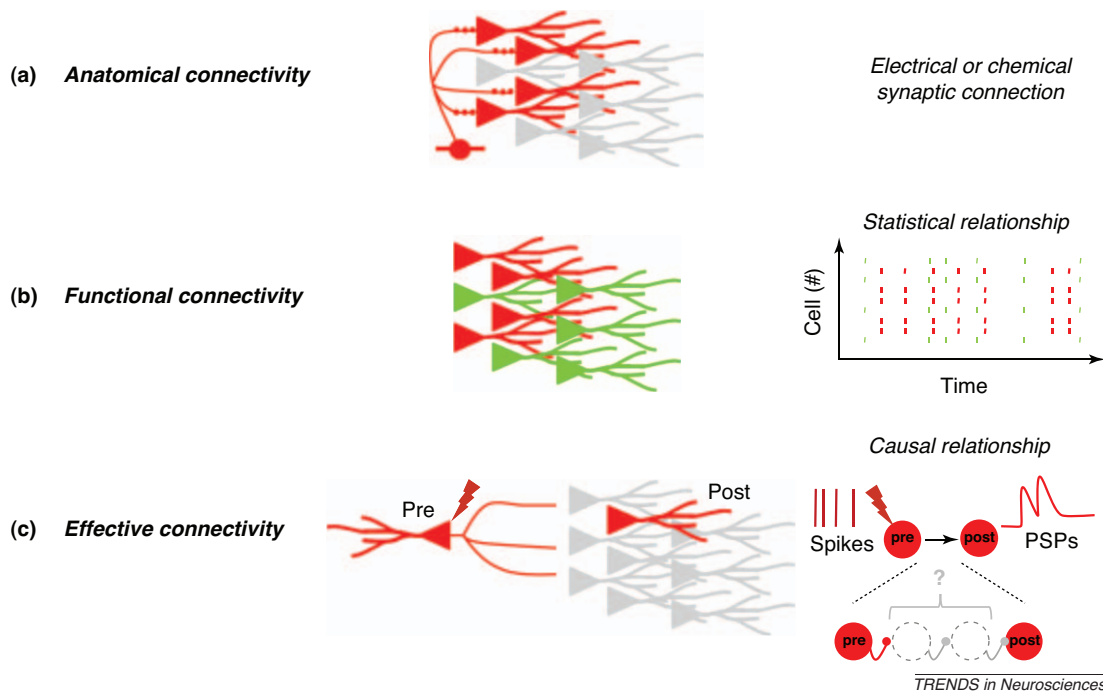 (a) Anatomical connectivity
Electrical or chemical
synaptic connection
(b) Functional connectivity
Statistical relationship
Cell (#)
Time
(c) Effective connectivity
Pre
Post
Causal relationship
Spikes
pre
post
PSPs
?
pre
post
TRENDS in Neurosciences